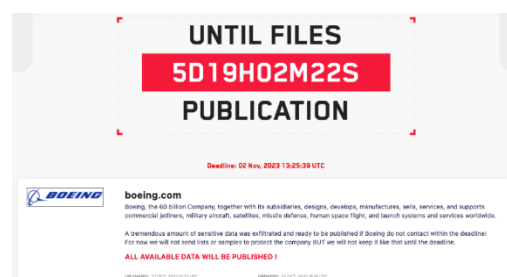 UNTIL FILES
5D19H02M22S
PUBLICATION
Deadline: 02 Nov, 2023 13:25:39 UTC
BOEING
boeing.com
Boeing, the 60 billion Company, together with its subsidiaries, designs, develops, manufactures, sells, services, and supports
commercial jetliners, military aircraft, satellites, missile defense, human space flight, and launch systems and services worldwide.
A tremendous amount of sensitive data was exfiltrated and ready to be published if Boeing do not contact within the deadline!
For now we will not send lists or samples to protect the company BUT we will not keep it like that until the deadline.
ALL AVAILABLE DATA WILL BE PUBLISHED !